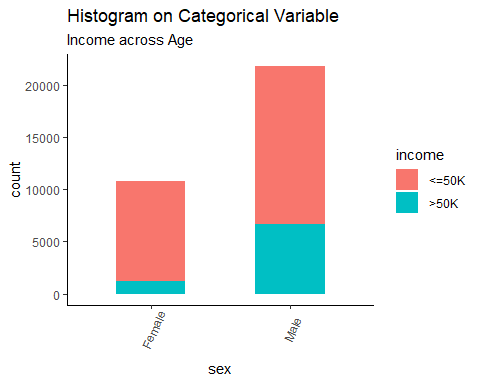 Histogram on Categorical Variable
Income across Age
20000
15000
10000
5000
0
count
Female
Male
sex
income
<=50K
>50K